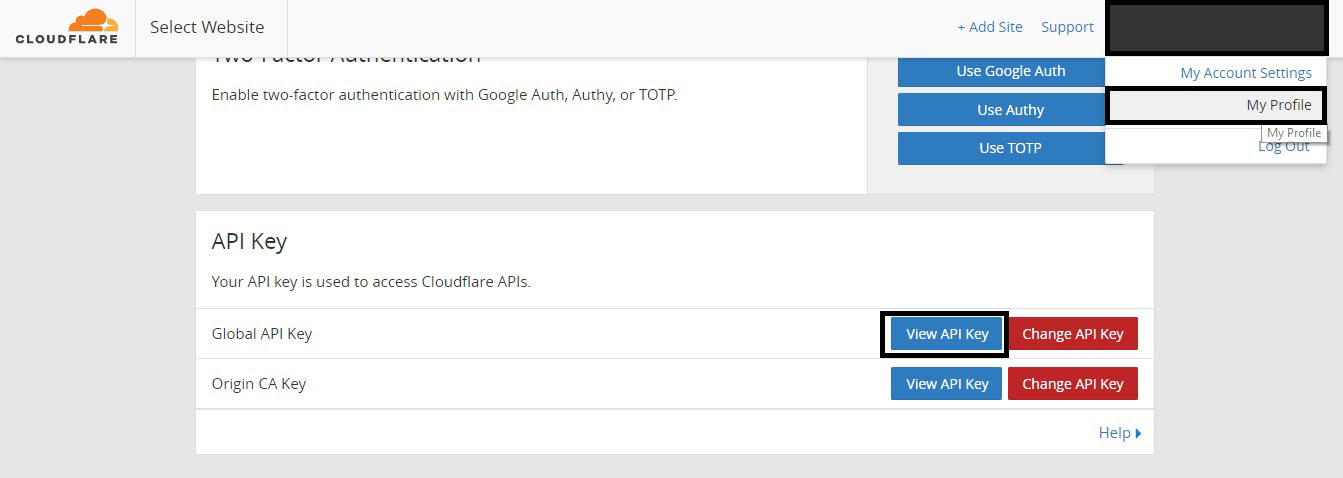 CLOUDFLARE
Select Website
+ Add Site
Support
My Account Settings
My Profile
My Profile
Log Out
Two-Factor Authentication
Enable two-factor authentication with Google Auth, Authy, or TOTP.
Use Google Auth
Use Authy
Use TOTP
API Key
Your API key is used to access Cloudflare APIs.
Global API Key
View API Key
Change API Key
Origin CA Key
View API Key
Change API Key
Help